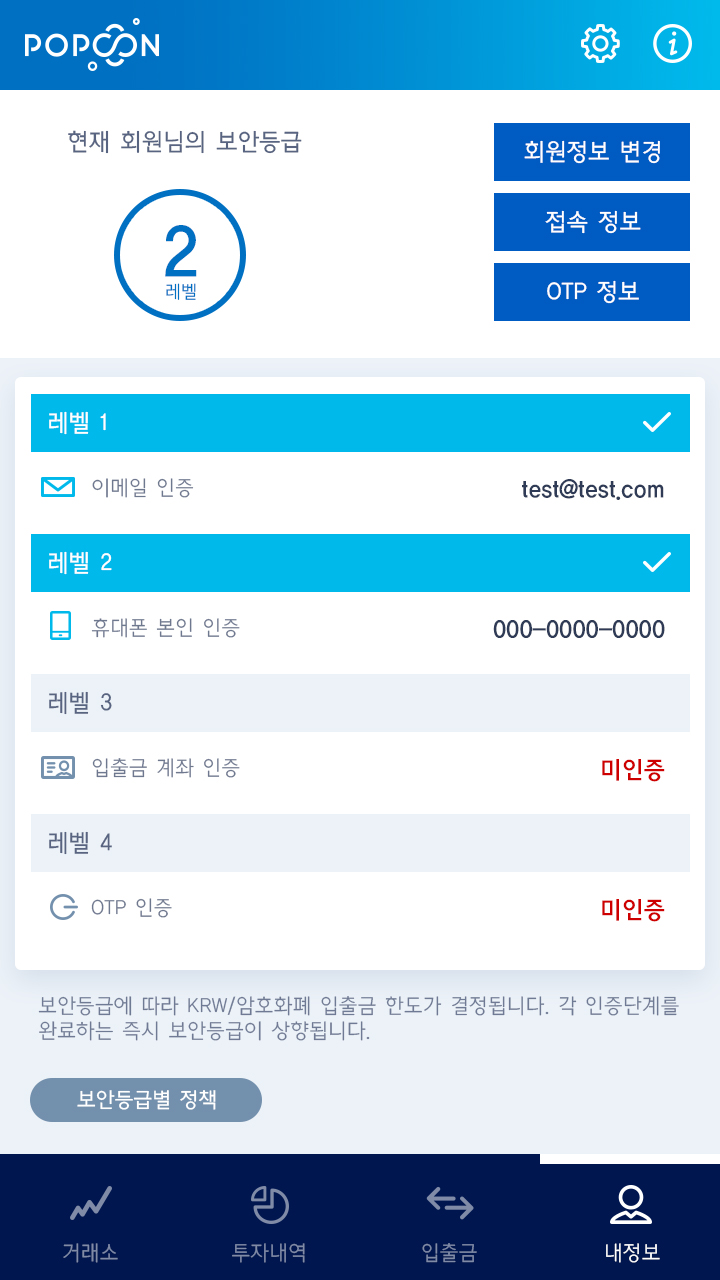 POPCON
현재 회원님의 보안등급
2
레벨
회원정보 변경
접속 정보
OTP 정보
레벨 1
이메일 인증
test@test.com
레벨 2
휴대폰 본인 인증
000-0000-0000
레벨 3
입출금 계좌 인증
미인증
레벨 4
OTP 인증
미인증
보안등급에 따라 KRW/암호화폐 입출금 한도가 결정됩니다. 각 인증단계를
완료하는 즉시 보안등급이 상향됩니다.
보안등급별 정책
거래소
투자내역
입출금
내정보